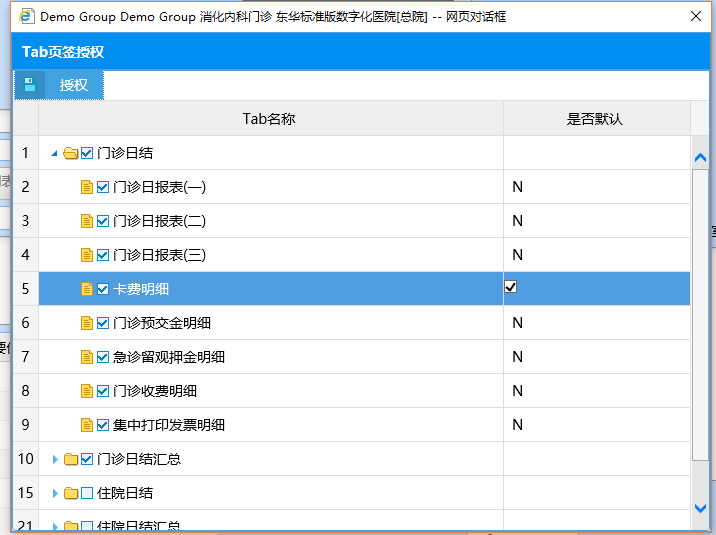 Demo Group Demo Group 消化内科门诊 东华标准版数字化医院[总院] -- 网页对话框
Tab页签授权
授权
Tab名称 是否默认
1 门诊日结
2 门诊日报表(一) N
3 门诊日报表(二) N
4 门诊日报表(三) N
5 卡费明细
6 门诊预交金明细 N
7 急诊留观押金明细 N
8 门诊收费明细 N
9 集中打印发票明细 N
10 门诊日结汇总
15 住院日结
21 住院日结汇总